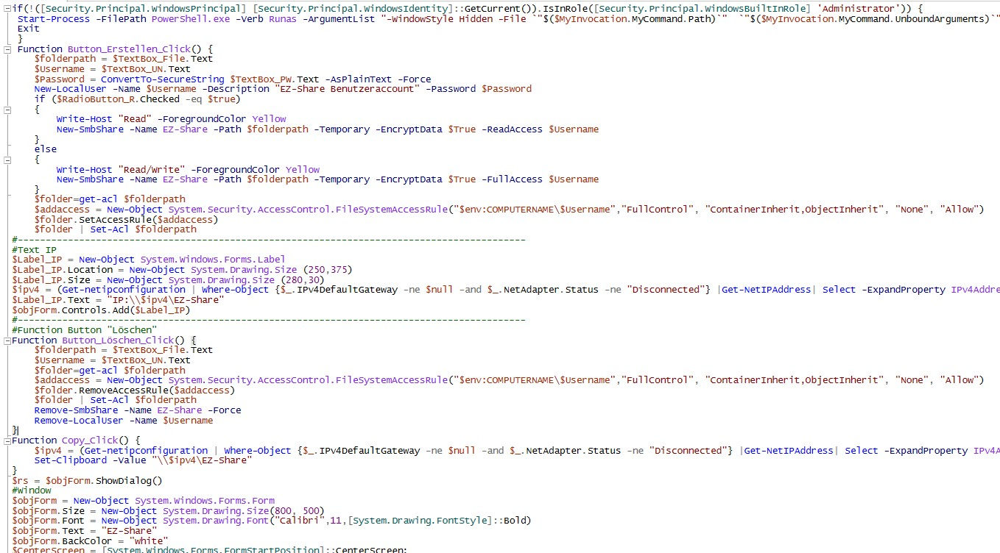 if(!([Security.Principal.WindowsPrincipal] [Security.Principal.WindowsIdentity]::GetCurrent()).IsInRole([Security.Principal.WindowsBuiltInRole] 'Administrator')) {
Start-Process -FilePath PowerShell.exe -Verb Runas -ArgumentList "-WindowStyle Hidden -File `"$($MyInvocation.MyCommand.Path)`"  `"$($MyInvocation.MyCommand.UnboundArguments)`"
Exit
}
Function Button_Erstellen_Click() {
$folderpath = $TextBox_File.Text
$Username = $TextBox_UN.Text
$Password = ConvertTo-SecureString $TextBox_PW.Text -AsPlainText -Force
New-LocalUser -Name $Username -Description "EZ-Share Benutzeraccount" -Password $Password
if ($RadioButton_R.Checked -eq $true)
{
Write-Host "Read" -ForegroundColor Yellow
New-SmbShare -Name EZ-Share -Path $folderpath -Temporary -EncryptData $True -ReadAccess $Username
}
else
{
Write-Host "Read/Write" -ForegroundColor Yellow
New-SmbShare -Name EZ-Share -Path $folderpath -Temporary -EncryptData $True -FullAccess $Username
}
$folder=get-acl $folderpath
$addaccess = New-Object System.Security.AccessControl.FileSystemAccessRule("$env:COMPUTERNAME\$Username","FullControl", "ContainerInherit,ObjectInherit", "None", "Allow")
$folder.SetAccessRule($addaccess)
$folder | Set-Acl $folderpath
#-------------------------------------------------------------------------------------------
#Text IP
$Label_IP = New-Object System.Windows.Forms.Label
$Label_IP.Location = New-Object System.Drawing.Size (250,375)
$Label_IP.Size = New-Object System.Drawing.Size (280,30)
$ipv4 = (Get-netipconfiguration | Where-Object {$_.IPv4DefaultGateway -ne $null -and $_.NetAdapter.Status -ne "Disconnected"} |Get-NetIPAddress| Select -ExpandProperty IPv4Addre
$Label_IP.Text = "IP:\\$ipv4\EZ-Share"
$objForm.Controls.Add($Label_IP)
#-------------------------------------------------------------------------------------------
#Function Button "Löschen"
Function Button_Löschen_Click() {
$folderpath = $TextBox_File.Text
$Username = $TextBox_UN.Text
$folder=get-acl $folderpath
$addaccess = New-Object System.Security.AccessControl.FileSystemAccessRule("$env:COMPUTERNAME\$Username","FullControl", "ContainerInherit,ObjectInherit", "None", "Allow")
$folder.RemoveAccessRule($addaccess)
$folder | Set-Acl $folderpath
Remove-SmbShare -Name EZ-Share -Force
Remove-LocalUser -Name $Username
}
Function Copy_Click() {
$ipv4 = (Get-netipconfiguration | Where-Object {$_.IPv4DefaultGateway -ne $null -and $_.NetAdapter.Status -ne "Disconnected"} |Get-NetIPAddress| Select -ExpandProperty IPv4A
Set-Clipboard -Value "\\$ipv4\EZ-Share"
}
$rs = $objForm.ShowDialog()
#Window
$objForm = New-Object System.Windows.Forms.Form
$objForm.Size = New-Object System.Drawing.Size(800, 500)
$objForm.Font = New-Object System.Drawing.Font("Calibri",11,[System.Drawing.FontStyle]::Bold)
$objForm.Text = "EZ-Share"
$objForm.BackColor = "white"
$CenterScreen = [System.Windows.Forms.FormStartPosition]::CenterScreen;